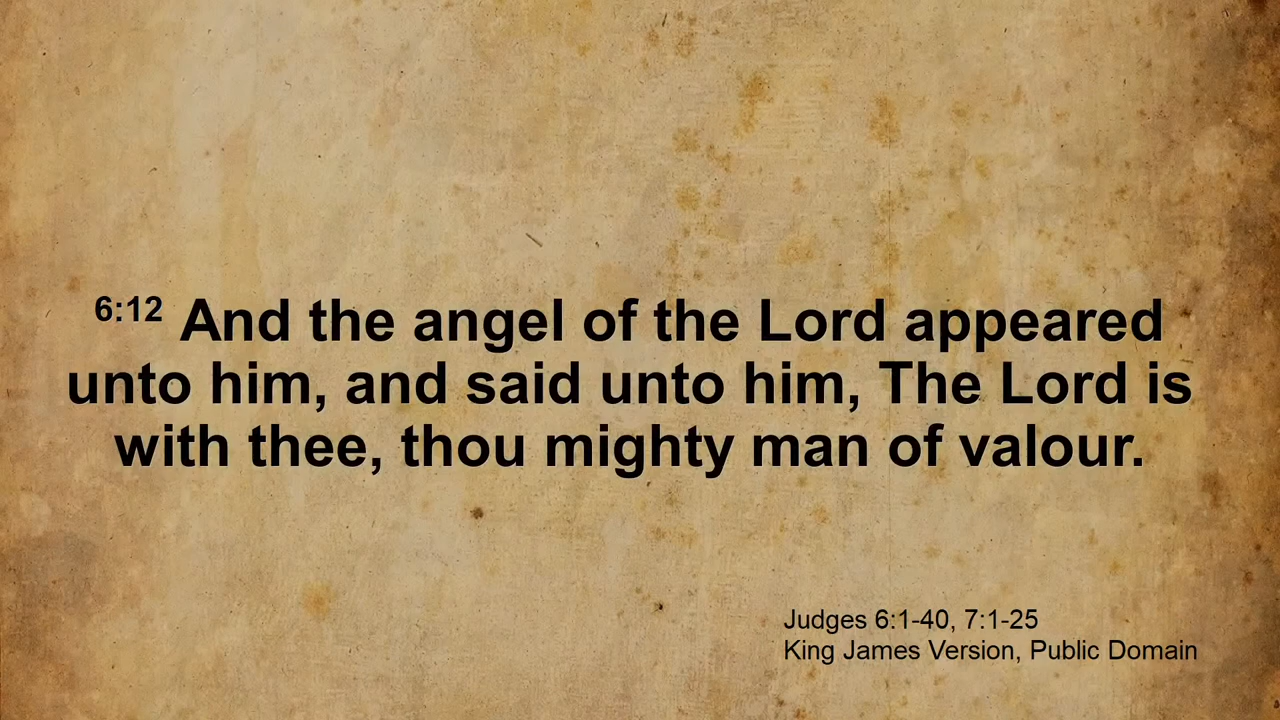 6:12 And the angel of the Lord appeared
unto him, and said unto him, The Lord is
with thee, thou mighty man of valour.
Judges 6:1-40, 7:1-25
King James Version, Public Domain